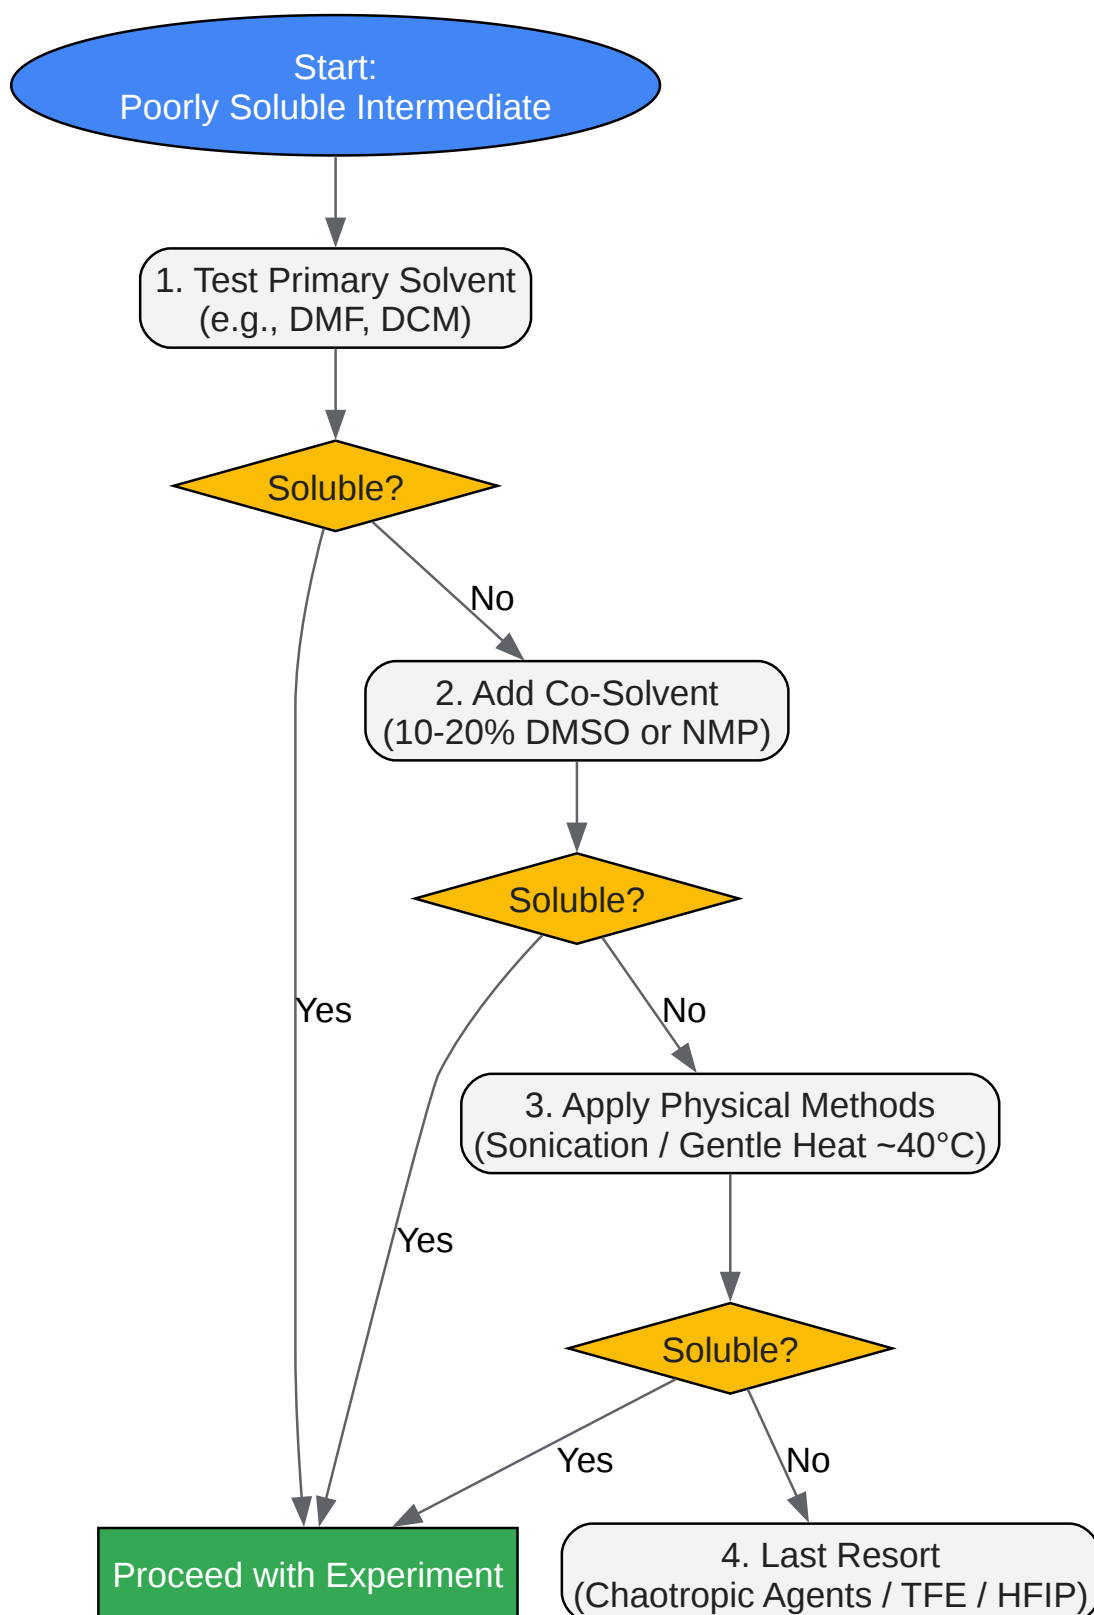 Start:
Poorly Soluble Intermediate
1. Test Primary Solvent
(e.g., DMF, DCM)
Soluble?
No
2. Add Co-Solvent
(10-20% DMSO or NMP)
Soluble?
Yes
No
3. Apply Physical Methods
(Sonication / Gentle Heat ~40°C)
Yes
Soluble?
Yes
No
Proceed with Experiment
4. Last Resort
(Chaotropic Agents / TFE / HFIP)